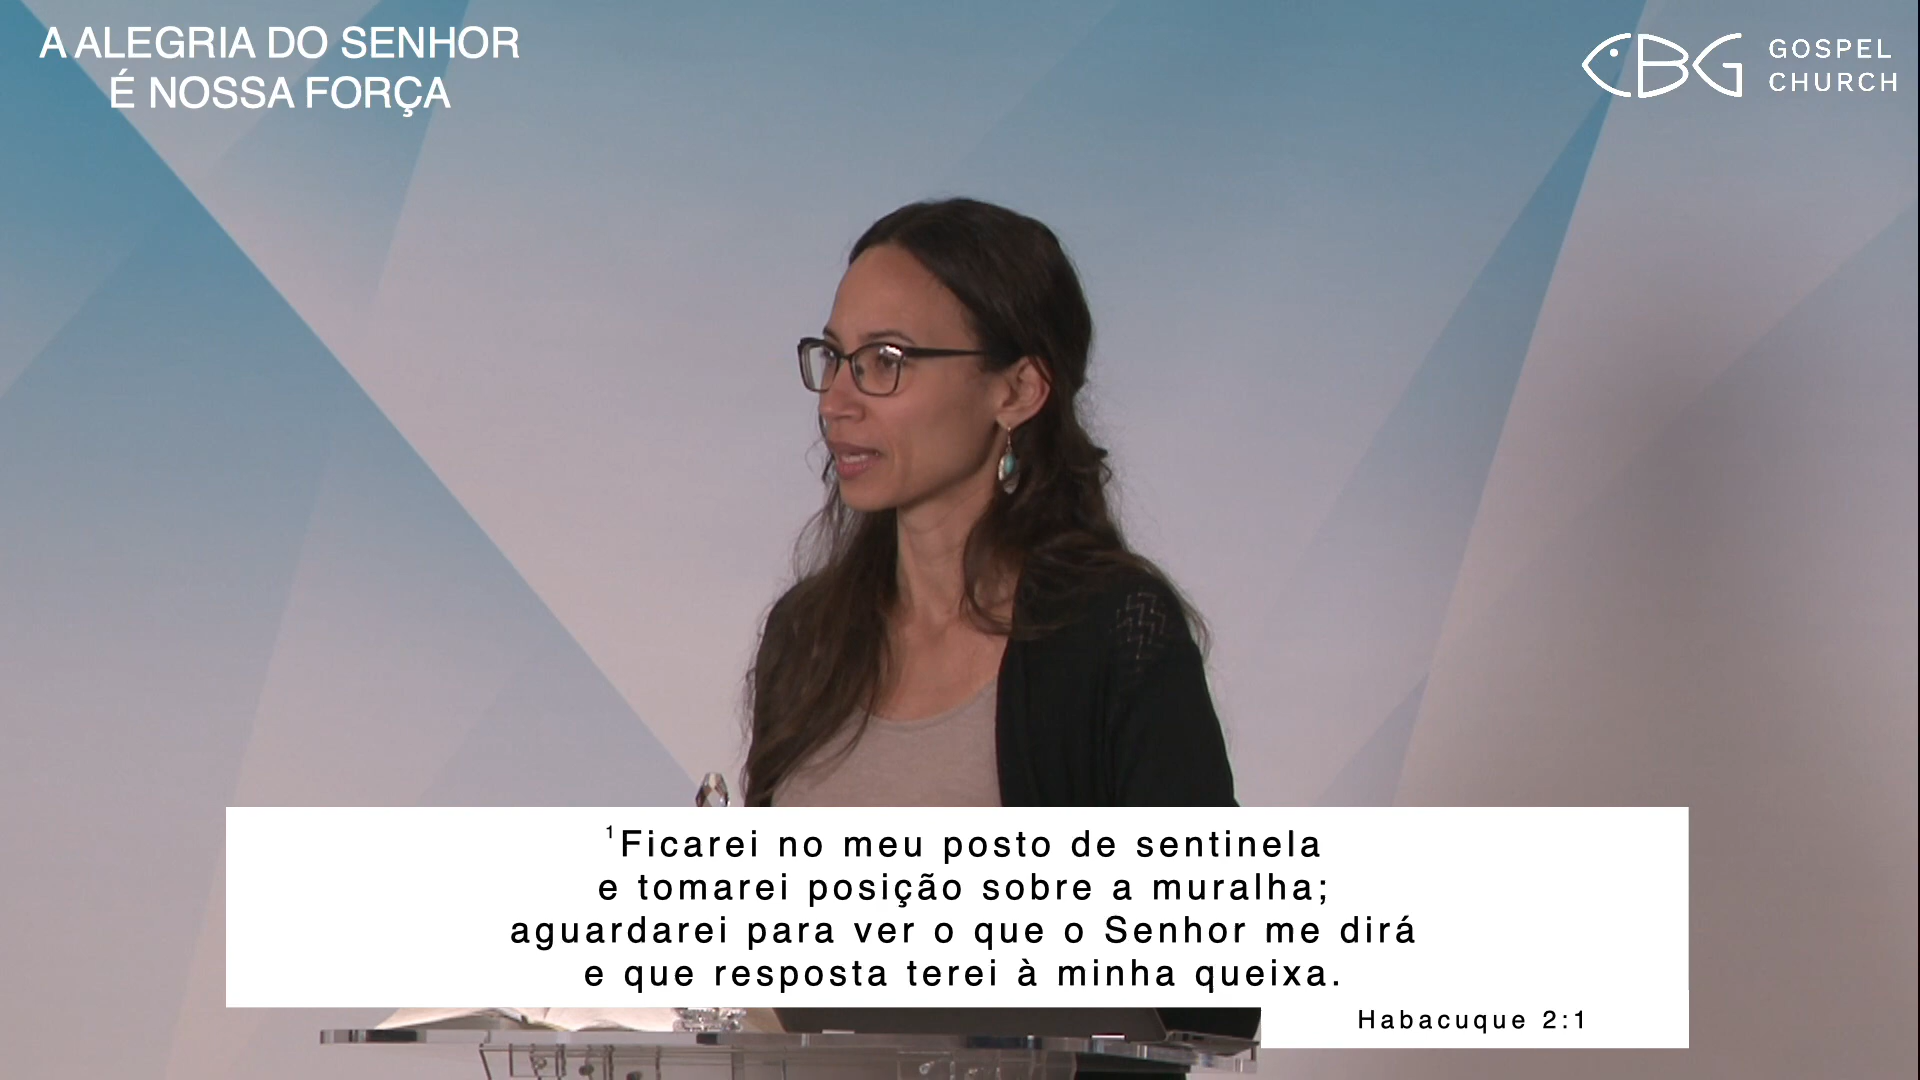 A ALEGRIA DO SENHOR
É NOSSA FORÇA
CBG GOSPEL
CHURCH
¹Ficarei no meu posto de sentinela
e tomarei posição sobre a muralha;
aguardarei para ver o que o Senhor me dirá
e que resposta terei à minha queixa.
Habacuque 2:1